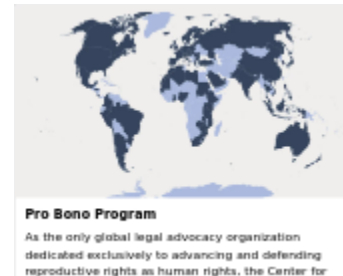 Pro Bono Program
As the only global legal advocacy organization
dedicated exclusively to advancing and defending
reproductive rights as human rights, the Center for